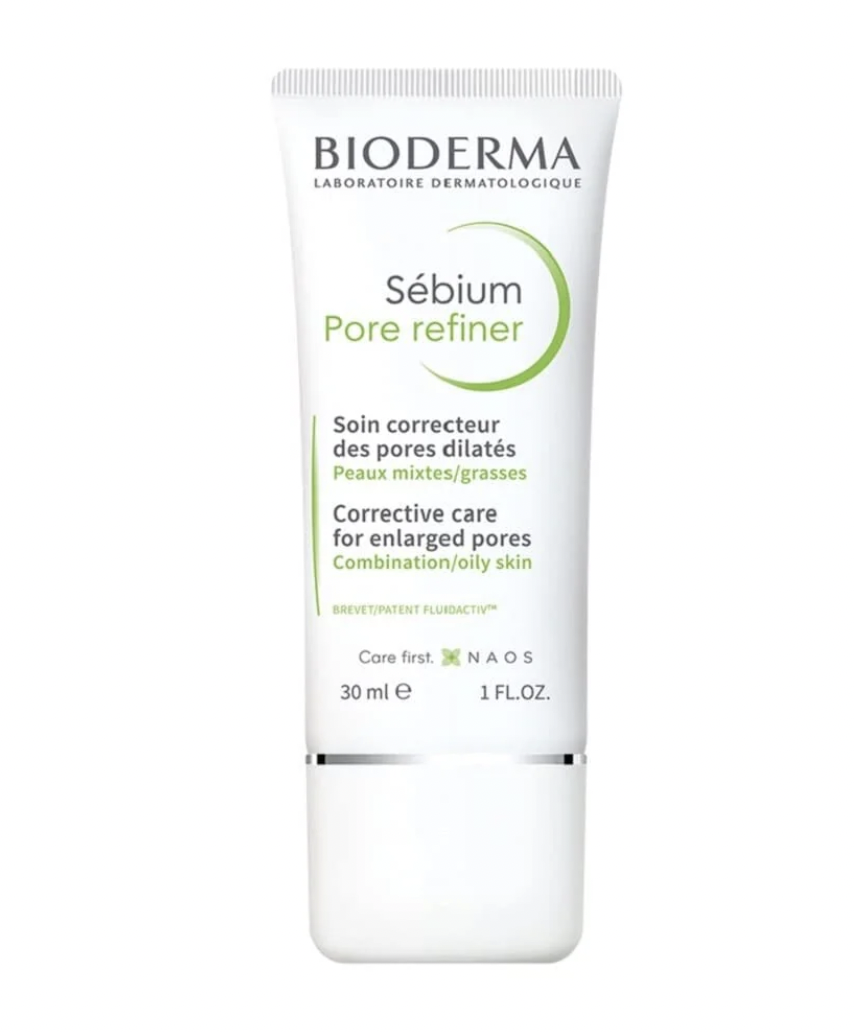 BIODERMA
LABORATOIRE DERMATOLOGIQUE
Sébium
Pore refiner
Soin correcteur
des pores dilatés
Peaux mixtes/grasses
Corrective care
for enlarged pores
Combination/oily skin
BREVET/PATENT FLUIDACTIV™
Care first. NAOS
30 ml ℮ 1 FL.OZ.